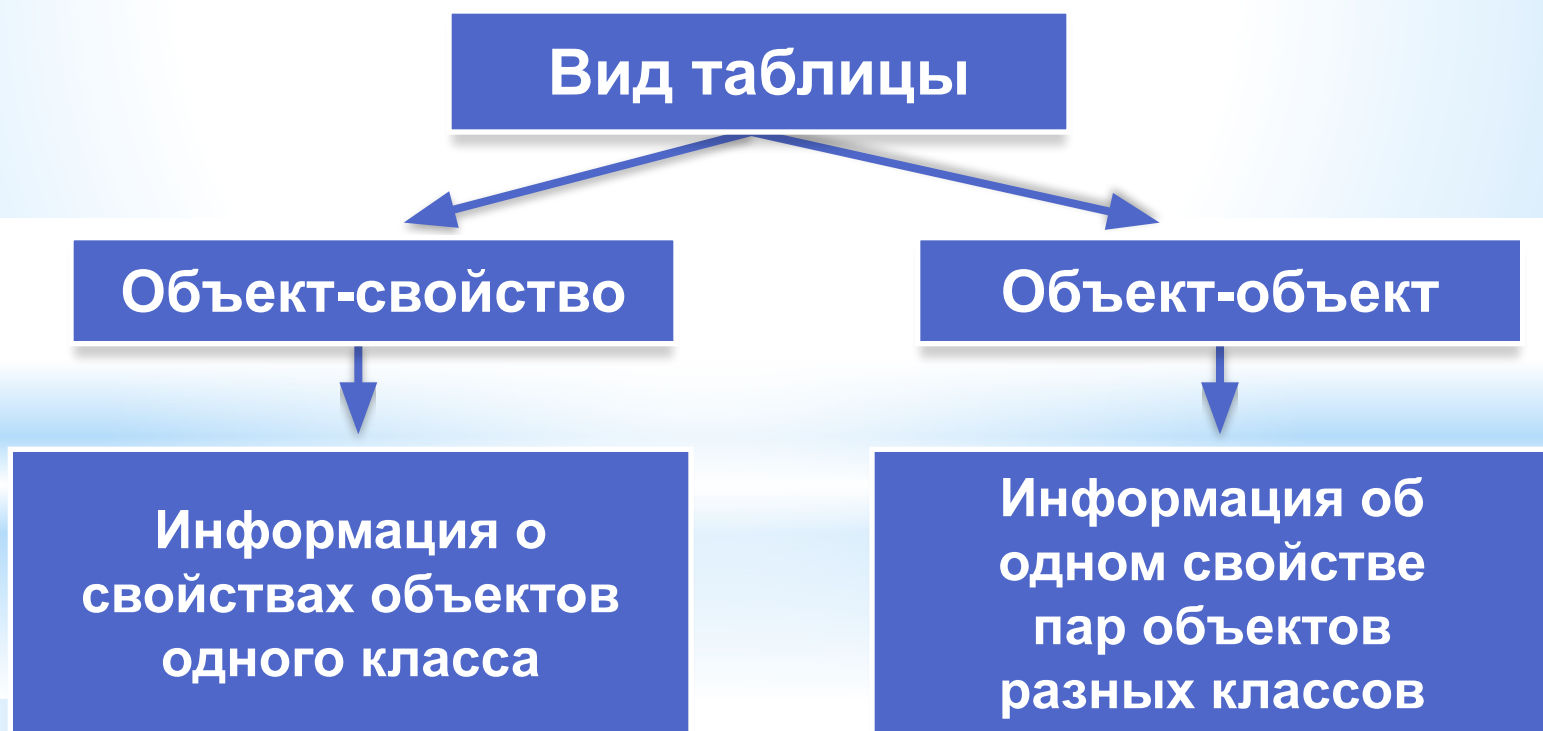 Вид таблицы
Объект-свойство
Объект-объект
Информация о
свойствах объектов
одного класса
Информация об
одном свойстве
пар объектов
разных классов